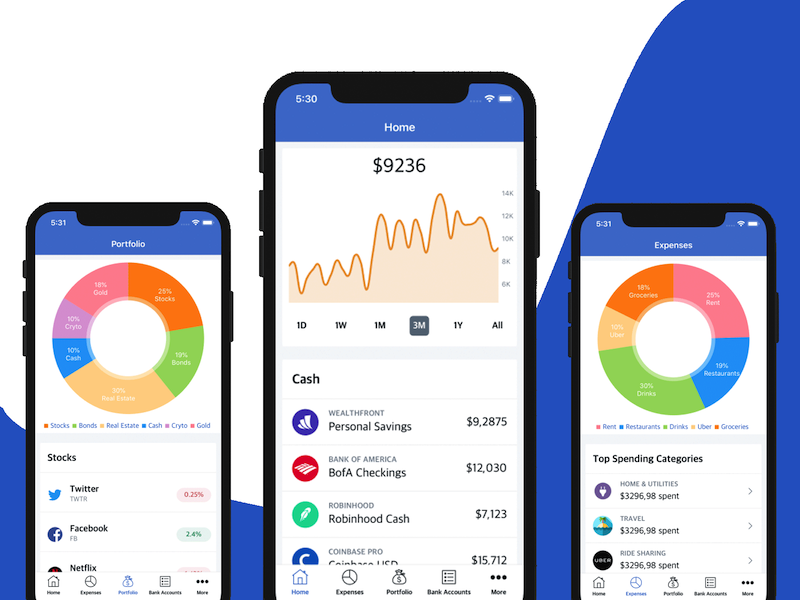 5:31
Portfolio
18%
Gold
25%
Stocks
10%
Cryto
10%
Cash
19%
Bonds
30%
Real Estate
Stocks Bonds Real Estate Cash Cryto Gold
Stocks
Twitter
TWTR
0.25%
Facebook
FB
2.4%
Netflix
Home Expenses Portfolio Bank Accounts More
5:30
Home
$9236
14K
12K
10K
8K
6K
1D 1W 1M 3M 1Y All
Cash
WEALTHFRONT
Personal Savings
$9,2875
BANK OF AMERICA
BofA Checkings
$12,030
ROBINHOOD
Robinhood Cash
$7,123
COINBASE PRO
Coinbase USD
$15,712
Home Expenses Portfolio Bank Accounts More
5:31
Expenses
18%
Groceries
25%
Rent
10%
Uber
19%
Restaurants
30%
Drinks
Rent Restaurants Drinks Uber Groceries
Top Spending Categories
HOME & UTILITIES
$3296,98 spent
TRAVEL
$3296,98 spent
UBER
RIDE SHARING
$3296,98 spent
Home Expenses Portfolio Bank Accounts More